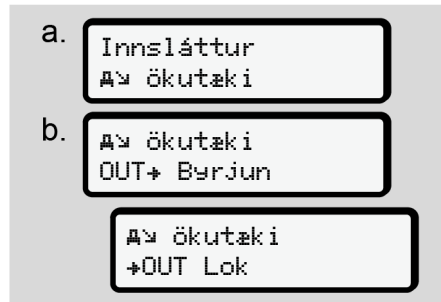 a.
Innsláttur
ökutæki
b.
ökutæki
OUT→ Byrjun
ökutæki
→OUT Lok